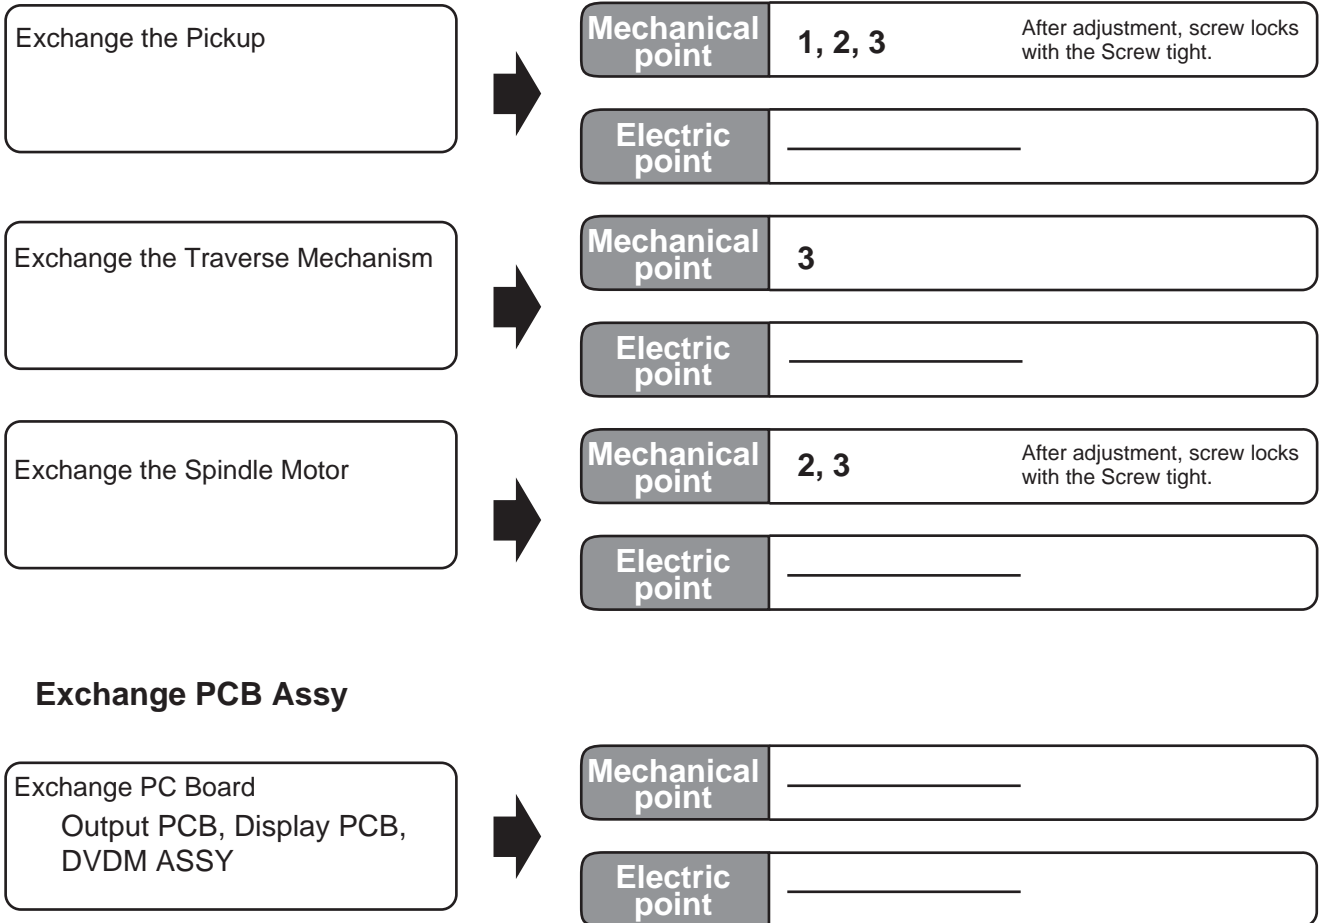 Exchange the Pickup
Mechanical
point
1, 2, 3
After adjustment, screw locks
with the Screw tight.
Electric
point
Exchange the Traverse Mechanism
Mechanical
point
3
Electric
point
Exchange the Spindle Motor
Mechanical
point
2, 3
After adjustment, screw locks
with the Screw tight.
Electric
point
Exchange PCB Assy
Exchange PC Board
Output PCB, Display PCB,
DVDM ASSY
Mechanical
point
Electric
point